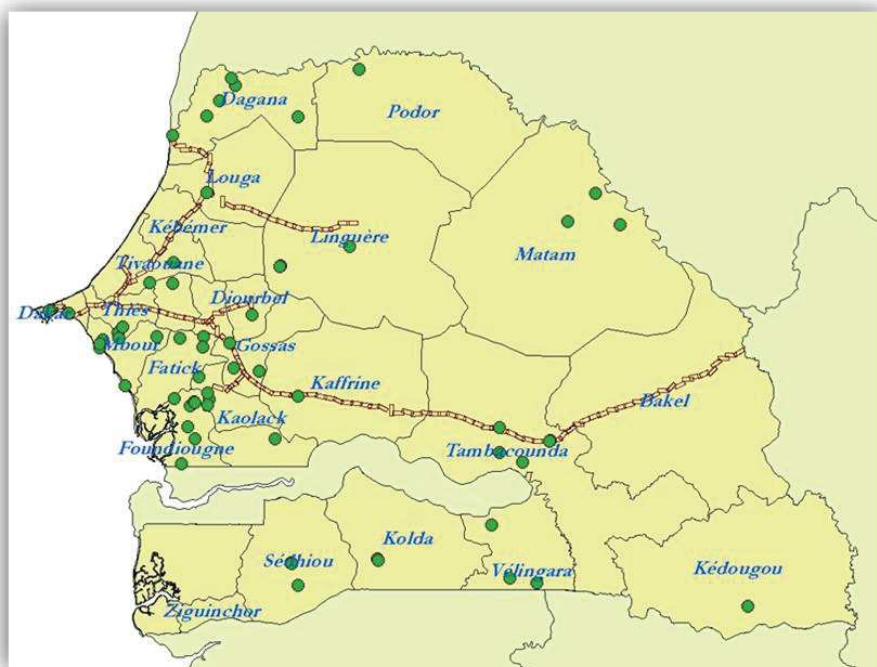 Dagana
Podor
Louga
Kébémer
Linguère
Matam
Tivaouane
Dakar
Thiès
Diourbel
Mbour
Gossas
Fatick
Kaffrine
Bakel
Kaolack
Foundiougne
Tambacounda
Kolda
Sédhiou
Vélingara
Kédougou
Ziguinchor